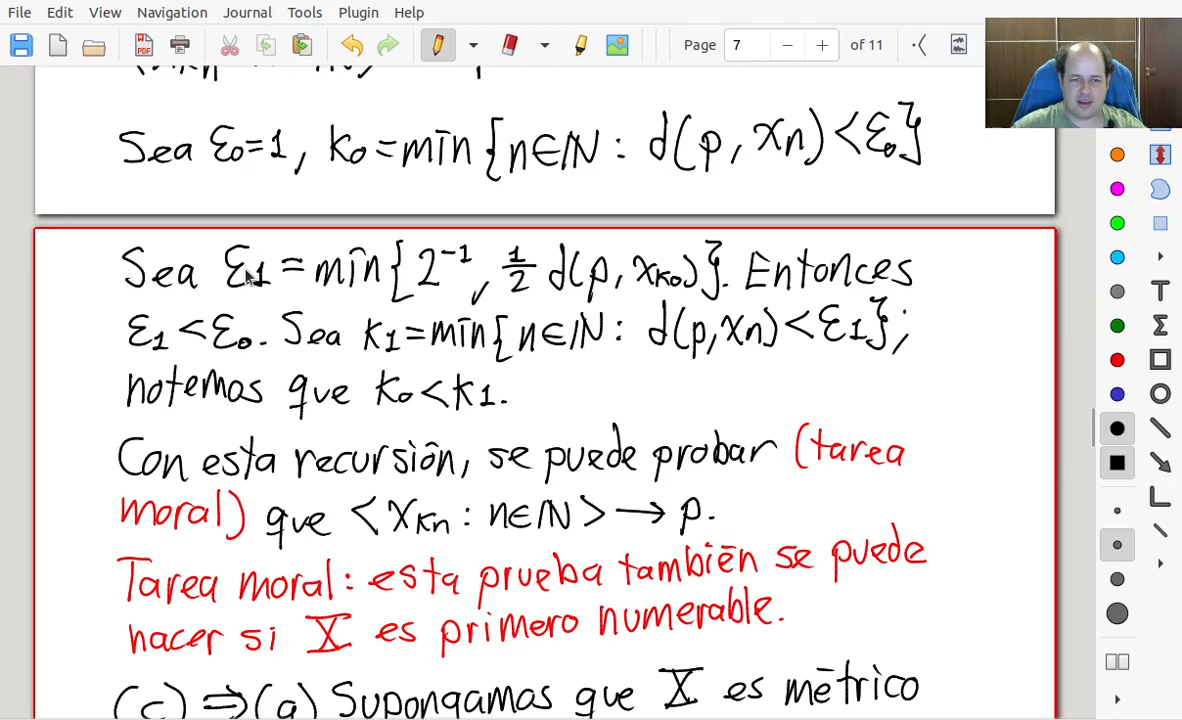 File Edit View Navigation Journal Tools Plugin Help
Page 7 of 11
Sea ε₀=1, k₀=mín{n∈ℕ : d(p, xₙ)<ε₀}
Sea ε₁ = mín{2⁻¹, 1/2 d(p, x_{k₀})}. Entonces
ε₁<ε₀. Sea k₁=mín{n∈ℕ : d(p,xₙ)<ε₁};
notemos que k₀<k₁.
Con esta recursión, se puede probar (tarea
moral) que <x_{kₙ} : n∈ℕ> → p.
Tarea moral: esta prueba también se puede
hacer si X es primero numerable.
(c) ⇒ (a) Supongamos que X es métrico